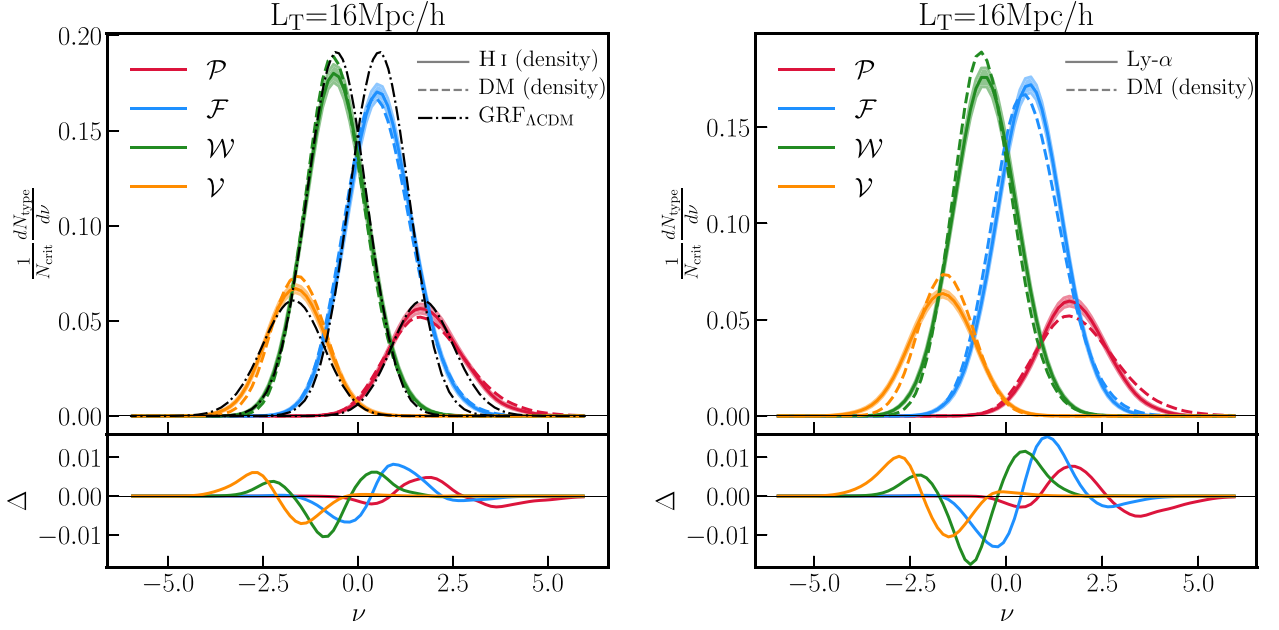 L_T=16Mpc/h
𝒫
ℱ
𝒲
𝒱
H I (density)
DM (density)
GRF_ΛCDM
0.20
0.15
0.10
0.05
0.00
1/N_crit dN_type/dν
0.01
0.00
−0.01
Δ
−5.0 −2.5 0.0 2.5 5.0
ν
L_T=16Mpc/h
𝒫
ℱ
𝒲
𝒱
Ly-α
DM (density)
0.15
0.10
0.05
0.00
1/N_crit dN_type/dν
0.01
0.00
−0.01
Δ
−5.0 −2.5 0.0 2.5 5.0
ν